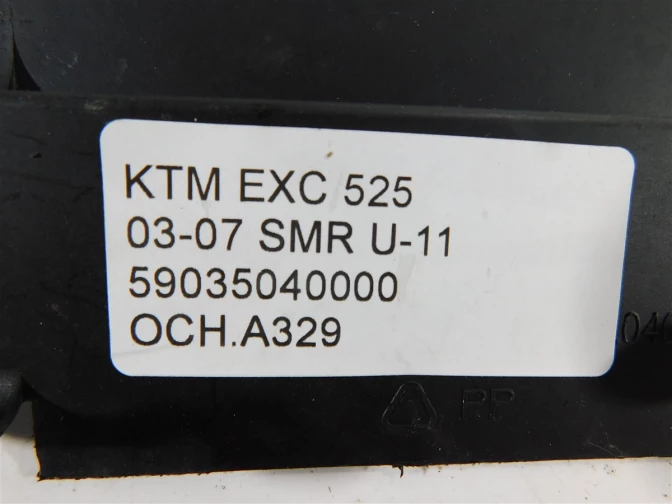 KTM EXC 525
03-07 SMR U-11
59035040000
OCH.A329
PP